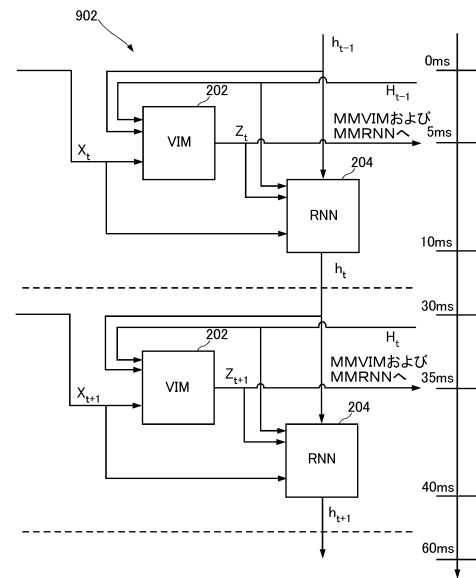 902
h_{t-1}
0ms
202
H_{t-1}
MMVIMおよび
MMRNNへ
5ms
X_t
VIM
Z_t
204
RNN
10ms
h_t
30ms
202
H_t
MMVIMおよび
MMRNNへ
35ms
X_{t+1}
VIM
Z_{t+1}
204
RNN
40ms
h_{t+1}
60ms